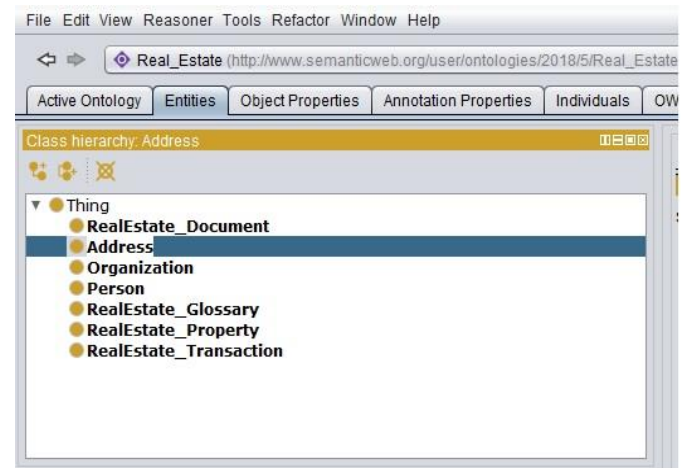 File Edit View Reasoner Tools Refactor Window Help
Real_Estate (http://www.semanticweb.org/user/ontologies/2018/5/Real_Estate
Active Ontology Entities Object Properties Annotation Properties Individuals OW
Class hierarchy: Address
Thing
RealEstate_Document
Address
Organization
Person
RealEstate_Glossary
RealEstate_Property
RealEstate_Transaction